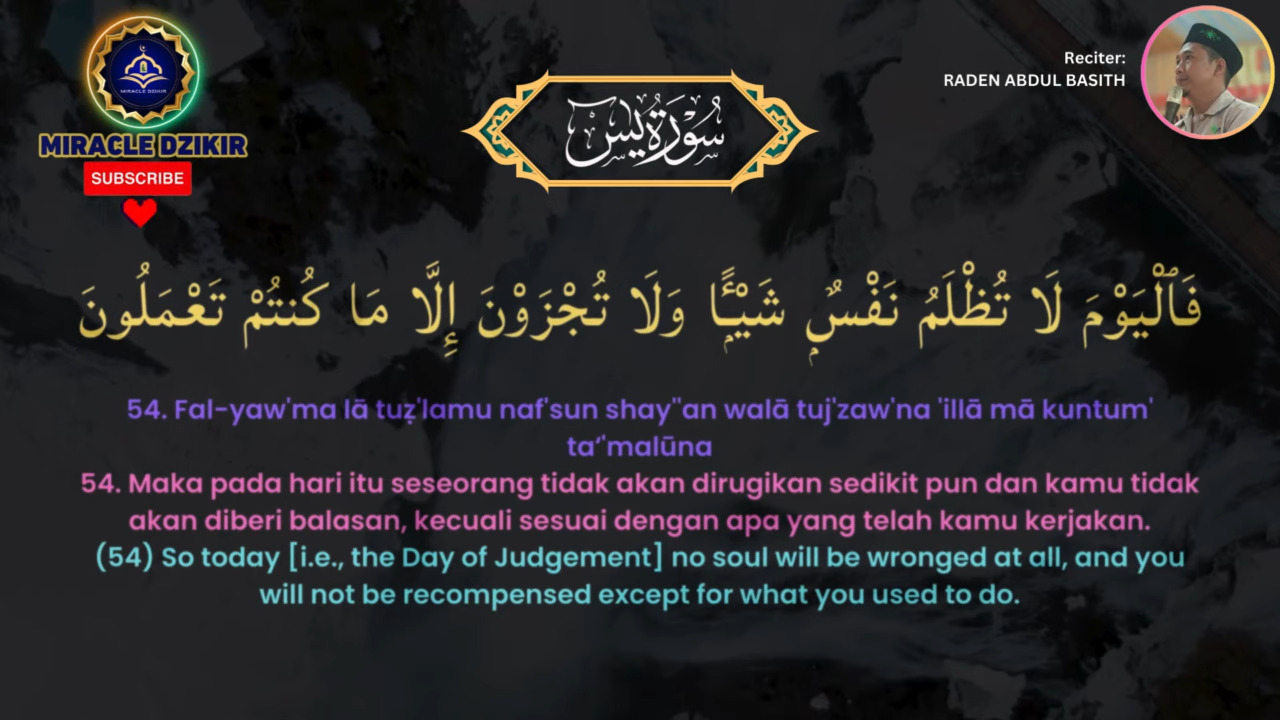 MIRACLE DZIKIR
MIRACLE DZIKIR
SUBSCRIBE
Reciter:
RADEN ABDUL BASITH
سُورَةُ يس
فَٱلْيَوْمَ لَا تُظْلَمُ نَفْسٌۭ شَيْـًۭٔا وَلَا تُجْزَوْنَ إِلَّا مَا كُنتُمْ تَعْمَلُونَ
54. Fal-yaw'ma lā tuẓ'lamu naf'sun shay''an walā tuj'zaw'na 'illā mā kuntum'
ta‘'malūna
54. Maka pada hari itu seseorang tidak akan dirugikan sedikit pun dan kamu tidak
akan diberi balasan, kecuali sesuai dengan apa yang telah kamu kerjakan.
(54) So today [i.e., the Day of Judgement] no soul will be wronged at all, and you
will not be recompensed except for what you used to do.